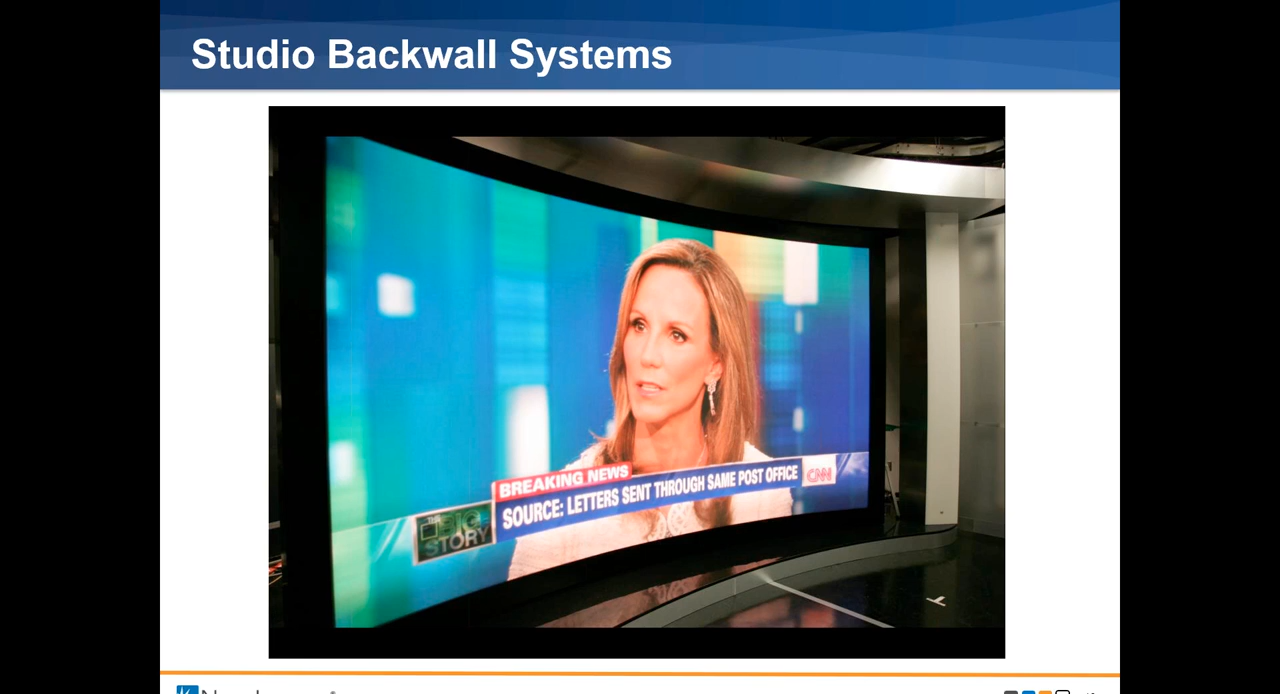 Studio Backwall Systems
BREAKING NEWS
SOURCE: LETTERS SENT THROUGH SAME POST OFFICE
CNN
THE BIG
STORY